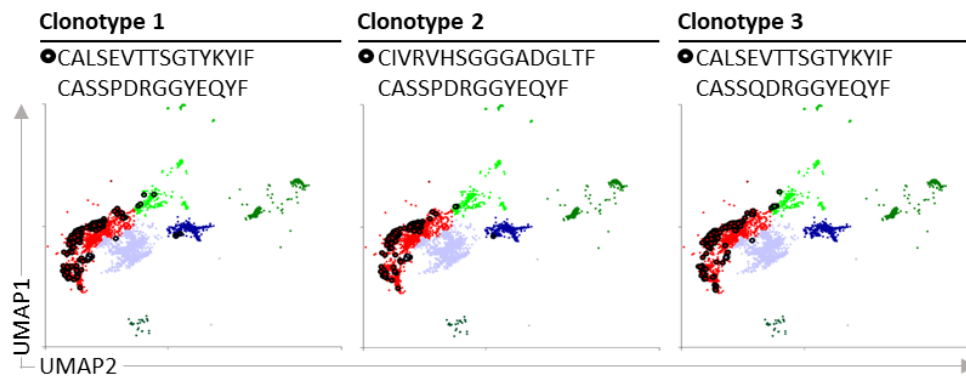 Clonotype 1
CALSEVTTSGTYKYIF
CASSPDRGGYEQYF
Clonotype 2
CIVRVHSGGGADGLTF
CASSPDRGGYEQYF
Clonotype 3
CALSEVTTSGTYKYIF
CASSQDRGGYEQYF
UMAP1
UMAP2